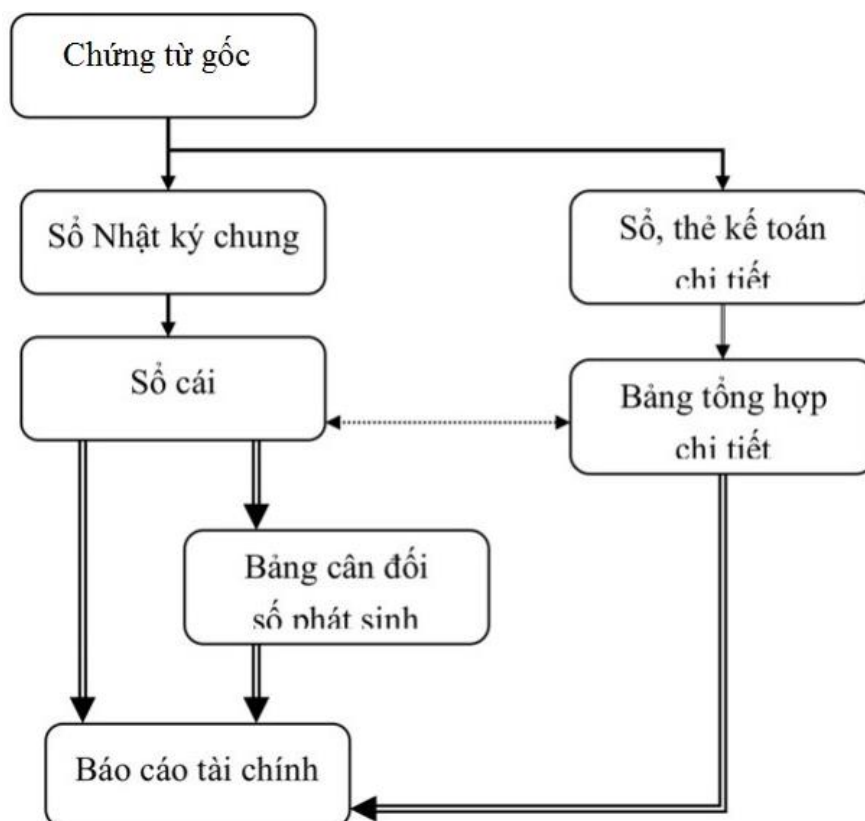 Chứng từ gốc
Sổ Nhật ký chung
Sổ, thẻ kế toán
chi tiết
Sổ cái
Bảng tổng hợp
chi tiết
Bảng cân đối
số phát sinh
Báo cáo tài chính